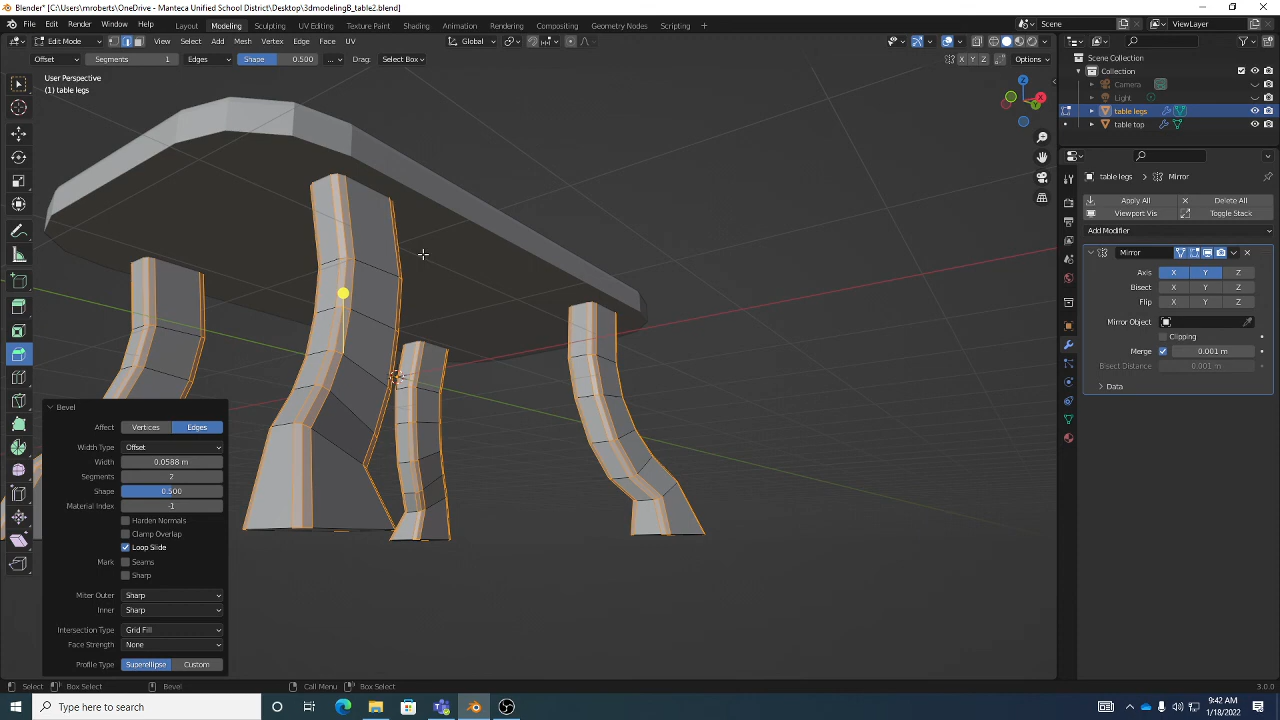 Blender* [C:\Users\mroberts\OneDrive - Manteca Unified School District\Desktop\3dmodelingB_table2.blend]
File Edit Render Window Help Layout Modeling Sculpting UV Editing Texture Paint Shading Animation Rendering Compositing Geometry Nodes Scripting Scene ViewLayer
Edit Mode View Select Add Mesh Vertex Edge Face UV Global Options
Offset Segments 1 Edges Shape 0.500 ... Drag: Select Box X Y Z
User Perspective
(1) table legs
Scene Collection
Collection
Camera
Light
table legs
table top
table legs Mirror
Apply All Delete All
Viewport Vis Toggle Stack
Add Modifier
Axis X Y Z
Bisect X Y Z
Flip X Y Z
Mirror Object
Clipping
Merge 0.001 m
Bisect Distance 0.001 m
Data
Bevel
Affect Vertices Edges
Width Type Offset
Width 0.0588 m
Segments 2
Shape 0.500
Material Index -1
Harden Normals
Clamp Overlap
Loop Slide
Mark Seams
Sharp
Miter Outer Sharp
Inner Sharp
Intersection Type Grid Fill
Face Strength None
Profile Type Superellipse Custom
Select Box Select Bevel Call Menu Box Select 3.0.0
Type here to search
9:42 AM
1/18/2022